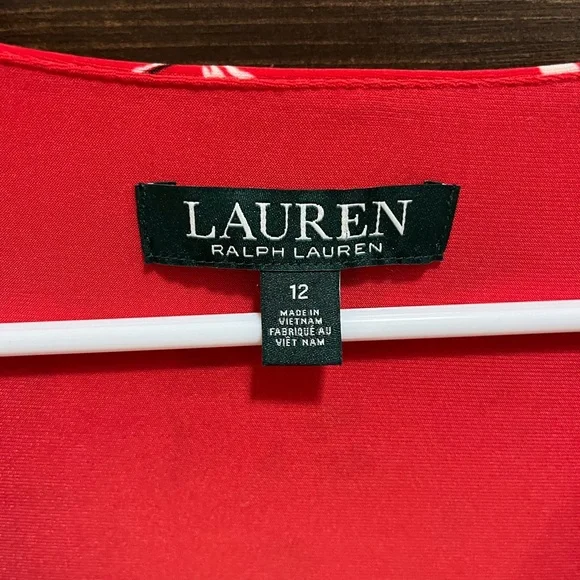 LAUREN
RALPH LAUREN
12
MADE IN
VIETNAM
FABRIQUÉ AU
VIÊT NAM